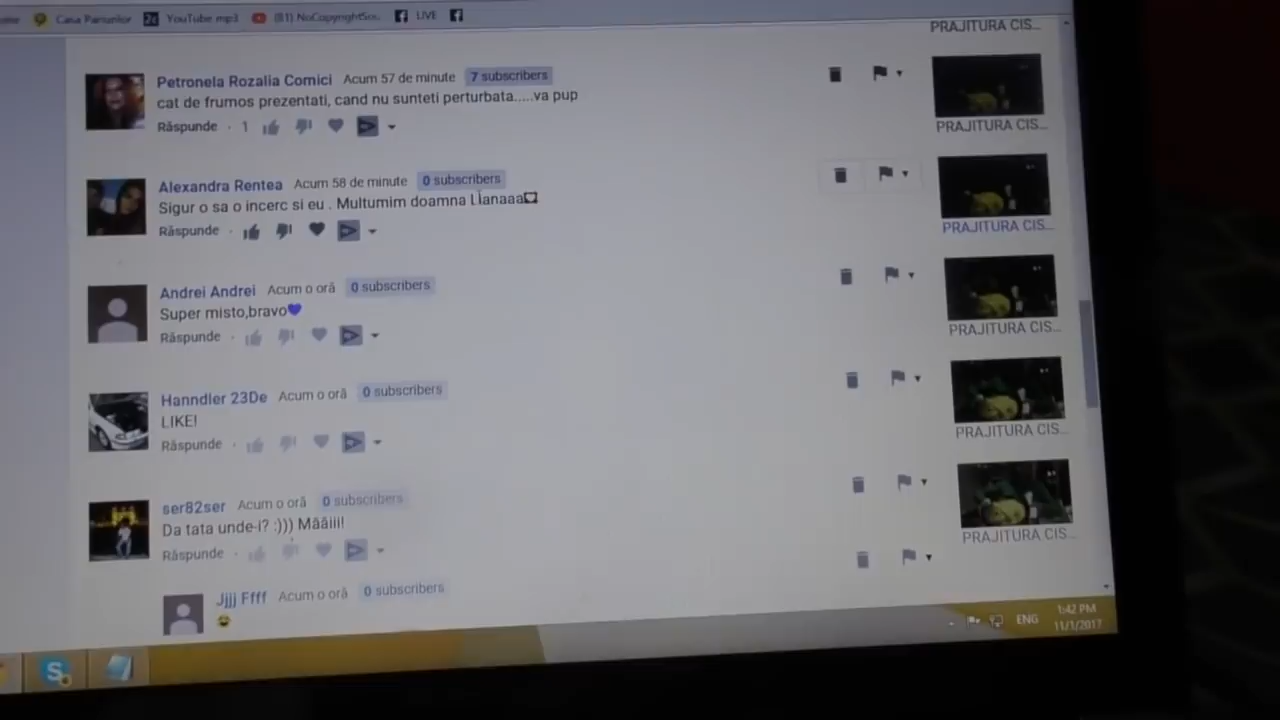 Casa Pariurilor YouTube mp3 (81) NoCopyrightSou LIVE
PRAJITURA CIS...
Petronela Rozalia Comici Acum 57 de minute 7 subscribers
cat de frumos prezentati, cand nu sunteti perturbata.....va pup
Răspunde · 1
PRAJITURA CIS...
Alexandra Rentea Acum 58 de minute 0 subscribers
Sigur o sa o incerc si eu . Multumim doamna Lianaaa
Răspunde ·
PRAJITURA CIS...
Andrei Andrei Acum o oră 0 subscribers
Super misto,bravo💜
Răspunde ·
PRAJITURA CIS...
Hanndler 23De Acum o oră 0 subscribers
LIKE!
Răspunde ·
PRAJITURA CIS...
ser82ser Acum o oră 0 subscribers
Da tata unde-i? :))) Măăiii!
Răspunde ·
PRAJITURA CIS...
Jjjj Ffff Acum o oră 0 subscribers
ENG
1:42 PM
11/1/2017